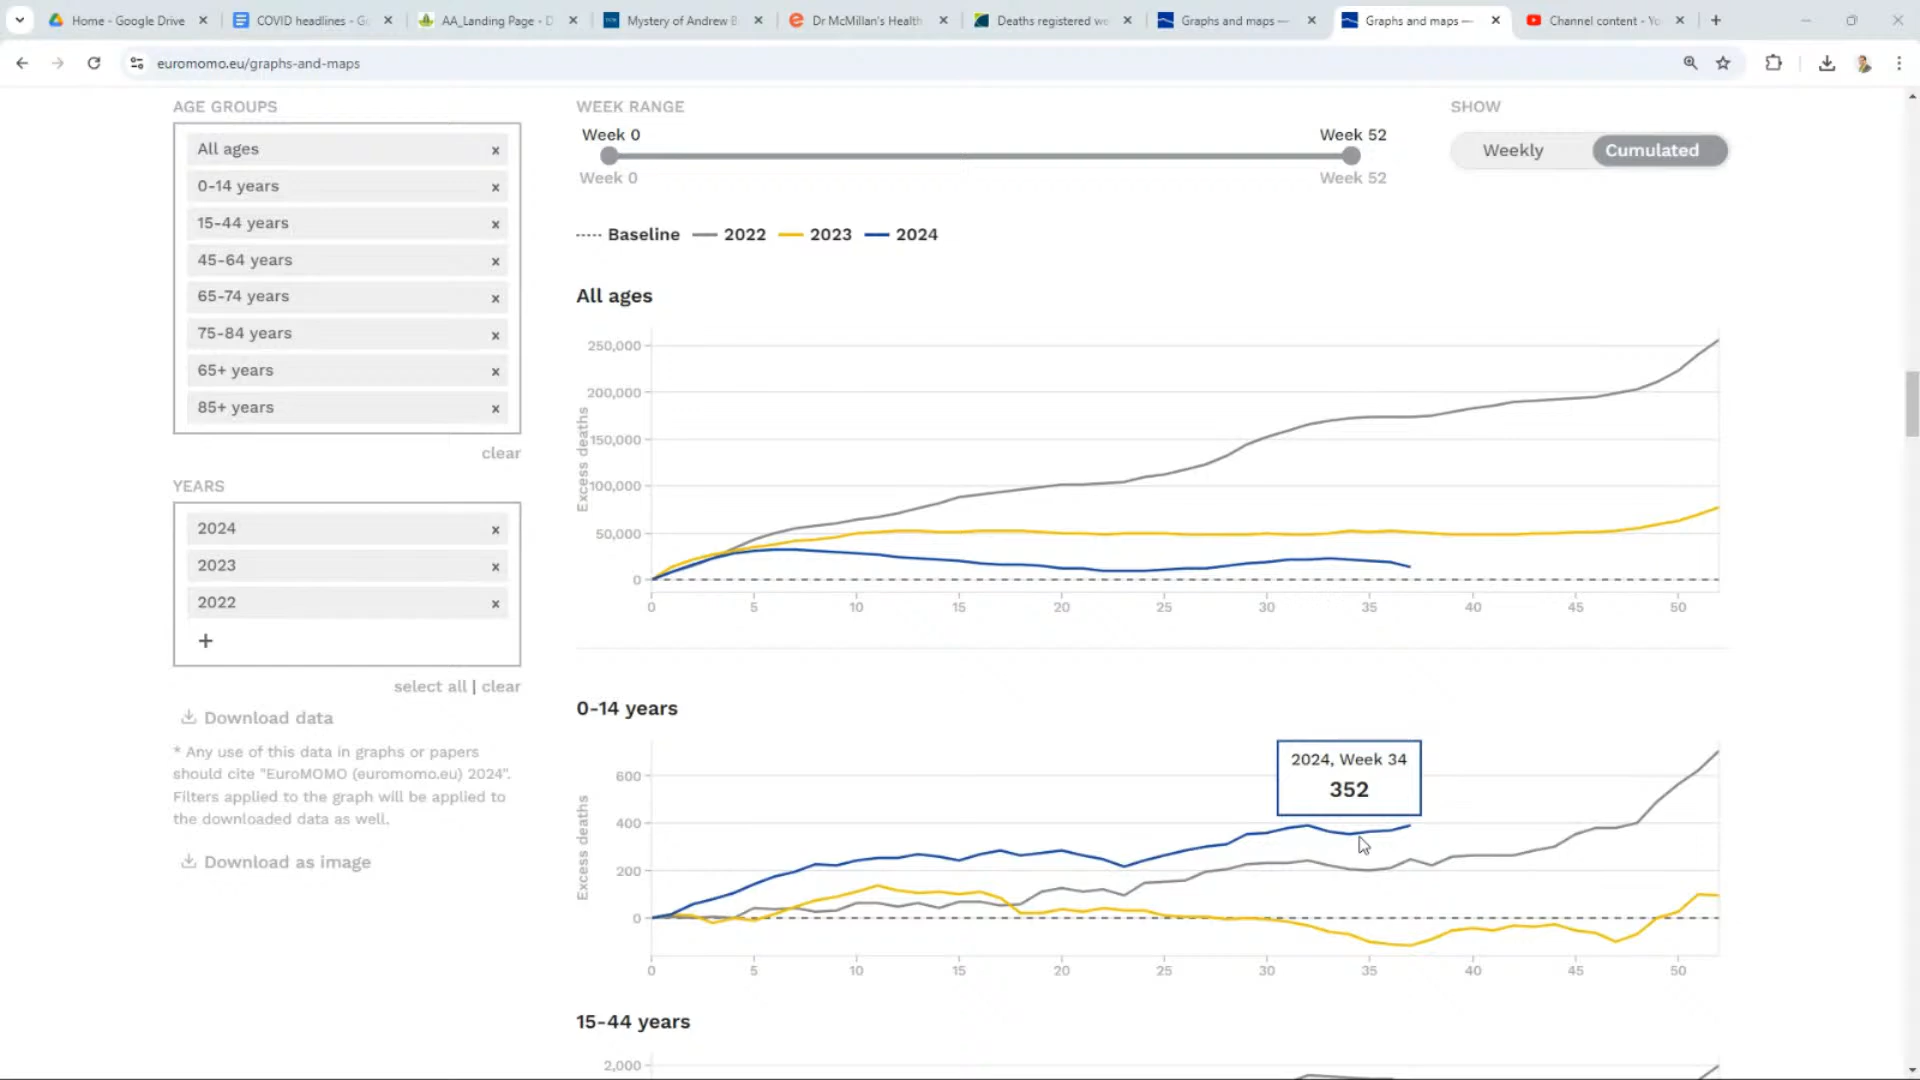 Home - Google Drive
COVID headlines - G
AA_Landing Page - D
Mystery of Andrew B
Dr McMillan's Health
Deaths registered we
Graphs and maps —
Graphs and maps —
Channel content - Yo
euromomo.eu/graphs-and-maps
AGE GROUPS
All ages x
0-14 years x
15-44 years x
45-64 years x
65-74 years x
75-84 years x
65+ years x
85+ years x
clear
YEARS
2024 x
2023 x
2022 x
+
select all | clear
Download data
* Any use of this data in graphs or papers
should cite "EuroMOMO (euromomo.eu) 2024".
Filters applied to the graph will be applied to
the downloaded data as well.
Download as image
WEEK RANGE
Week 0 Week 52
Week 0 Week 52
SHOW
Weekly Cumulated
Baseline 2022 2023 2024
All ages
Excess deaths
250,000
200,000
150,000
100,000
50,000
0
0 5 10 15 20 25 30 35 40 45 50
0-14 years
2024, Week 34
352
Excess deaths
600
400
200
0
0 5 10 15 20 25 30 35 40 45 50
15-44 years
2,000